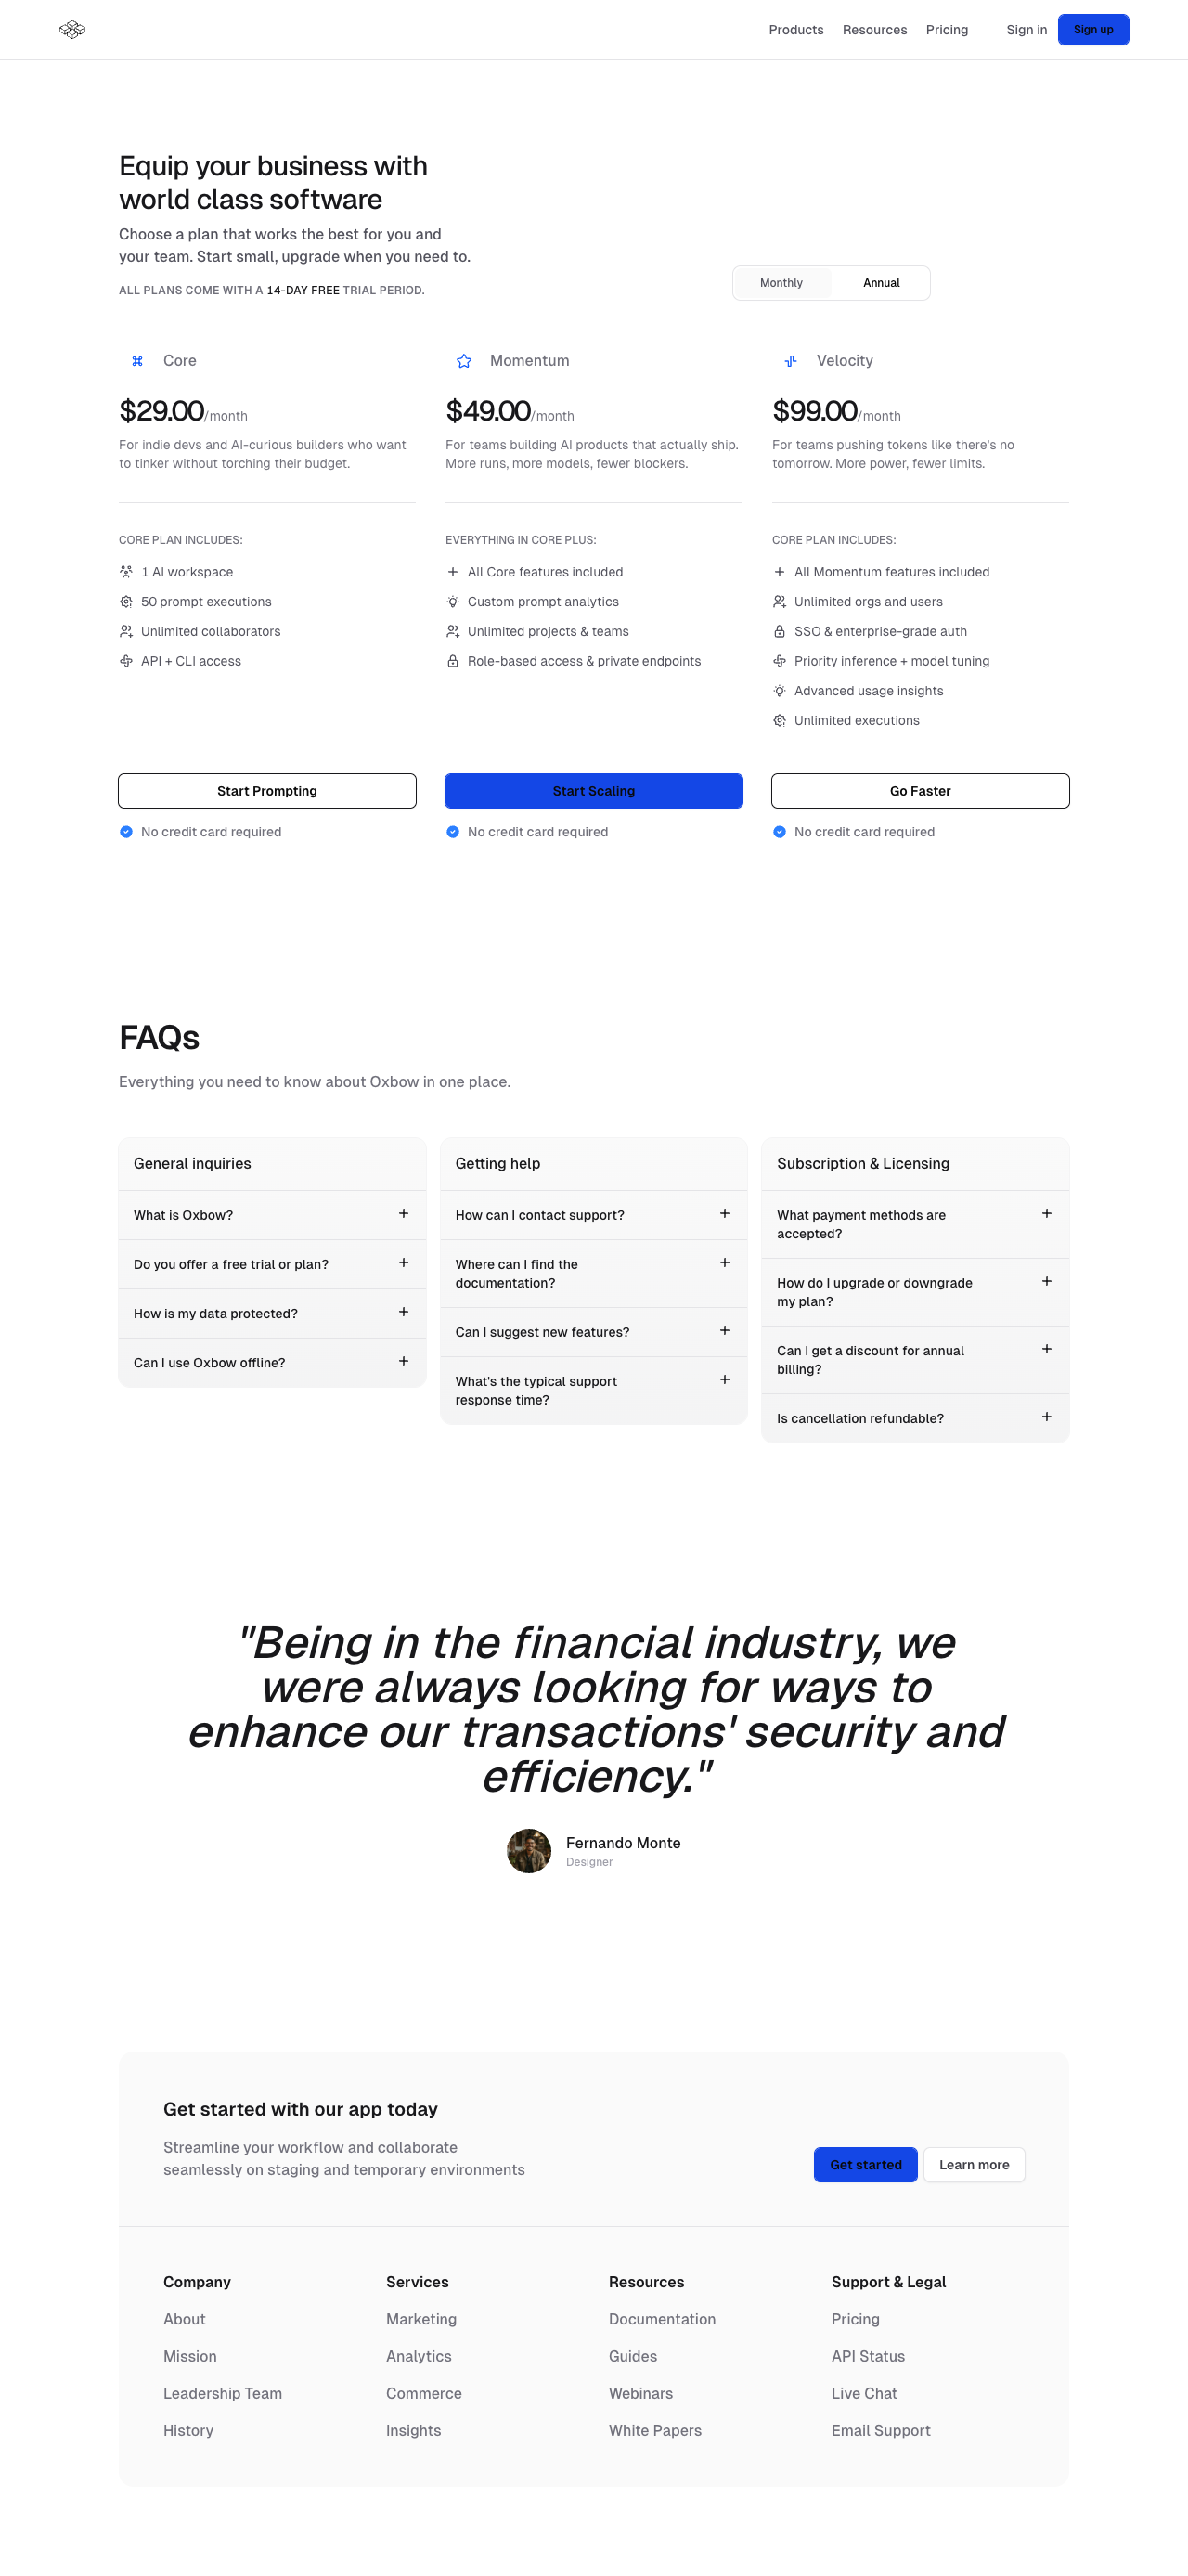 Products Resources Pricing Sign in Sign up
Equip your business with
world class software
Choose a plan that works the best for you and
your team. Start small, upgrade when you need to.
ALL PLANS COME WITH A 14-DAY FREE TRIAL PERIOD.
Monthly Annual
Core
$29.00/month
For indie devs and AI-curious builders who want
to tinker without torching their budget.
CORE PLAN INCLUDES:
1 AI workspace
50 prompt executions
Unlimited collaborators
API + CLI access
Start Prompting
No credit card required
Momentum
$49.00/month
For teams building AI products that actually ship.
More runs, more models, fewer blockers.
EVERYTHING IN CORE PLUS:
All Core features included
Custom prompt analytics
Unlimited projects & teams
Role-based access & private endpoints
Start Scaling
No credit card required
Velocity
$99.00/month
For teams pushing tokens like there's no
tomorrow. More power, fewer limits.
CORE PLAN INCLUDES:
All Momentum features included
Unlimited orgs and users
SSO & enterprise-grade auth
Priority inference + model tuning
Advanced usage insights
Unlimited executions
Go Faster
No credit card required
FAQs
Everything you need to know about Oxbow in one place.
General inquiries
What is Oxbow?
Do you offer a free trial or plan?
How is my data protected?
Can I use Oxbow offline?
Getting help
How can I contact support?
Where can I find the
documentation?
Can I suggest new features?
What's the typical support
response time?
Subscription & Licensing
What payment methods are
accepted?
How do I upgrade or downgrade
my plan?
Can I get a discount for annual
billing?
Is cancellation refundable?
"Being in the financial industry, we
were always looking for ways to
enhance our transactions' security and
efficiency."
Fernando Monte
Designer
Get started with our app today
Streamline your workflow and collaborate
seamlessly on staging and temporary environments
Get started Learn more
Company
About
Mission
Leadership Team
History
Services
Marketing
Analytics
Commerce
Insights
Resources
Documentation
Guides
Webinars
White Papers
Support & Legal
Pricing
API Status
Live Chat
Email Support